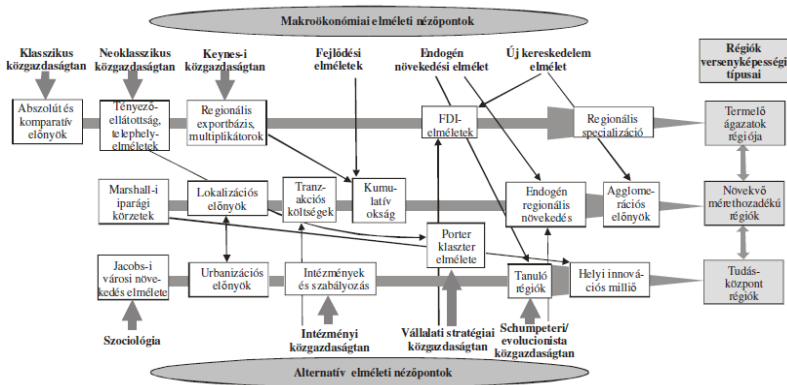 Makroökonómiai elméleti nézőpontok
Klasszikus
közgazdaságtan
Neoklasszikus
közgazdaságtan
Keynes-i
közgazdaságtan
Fejlődési
elméletek
Endogén
növekedési elmélet
Új kereskedelem
elmélet
Régiók
versenyképességi
típusai
Abszolút és
komparatív
előnyök
Tényező-
ellátottság,
telephely-
elméletek
Regionális
exportbázis,
multiplikátorok
FDI-
elméletek
Regionális
specializáció
Termelő
ágazatok
régiója
Marshall-i
iparági
körzetek
Lokalizációs
előnyök
Tranz-
akciós
költségek
Kumu-
latív
okság
Endogén
regionális
növekedés
Agglome-
rációs
előnyök
Növekvő
mérethozadékú
régiók
Porter
klaszter
elmélete
Jacobs-i
városi növe-
kedés elmélete
Urbanizációs
előnyök
Intézmények
és szabályozás
Tanuló
régiók
Helyi innová-
ciós millió
Tudás-
központ
régiók
Szociológia
Intézményi
közgazdaságtan
Vállalati stratégiai
közgazdaságtan
Schumpeteri/
evolucionista
közgazdaságtan
Alternatív elméleti nézőpontok